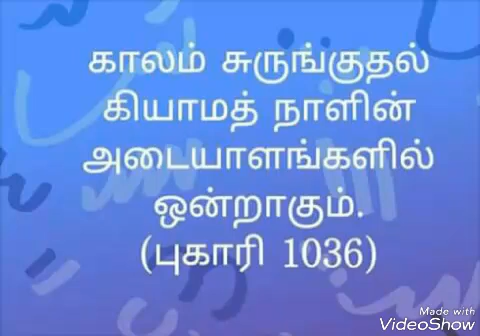 காலம் சுருங்குதல்
கியாமத் நாளின்
அடையாளங்களில்
ஒன்றாகும்.
(புகாரி 1036)
Made with
VideoShow